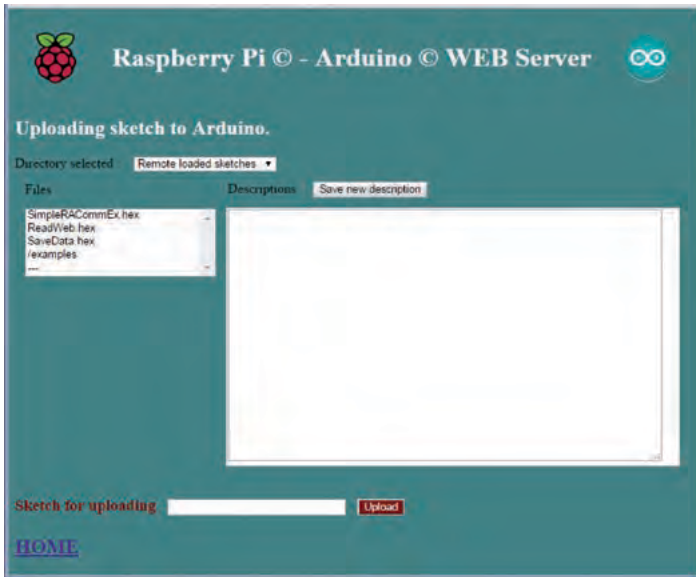 Raspberry Pi © - Arduino © WEB Server
Uploading sketch to Arduino.
Directory selected Remote loaded sketches
Files Descriptions Save new description
SimpleRACommEx.hex
ReadWeb.hex
SaveData.hex
/examples
---
Sketch for uploading Upload
HOME